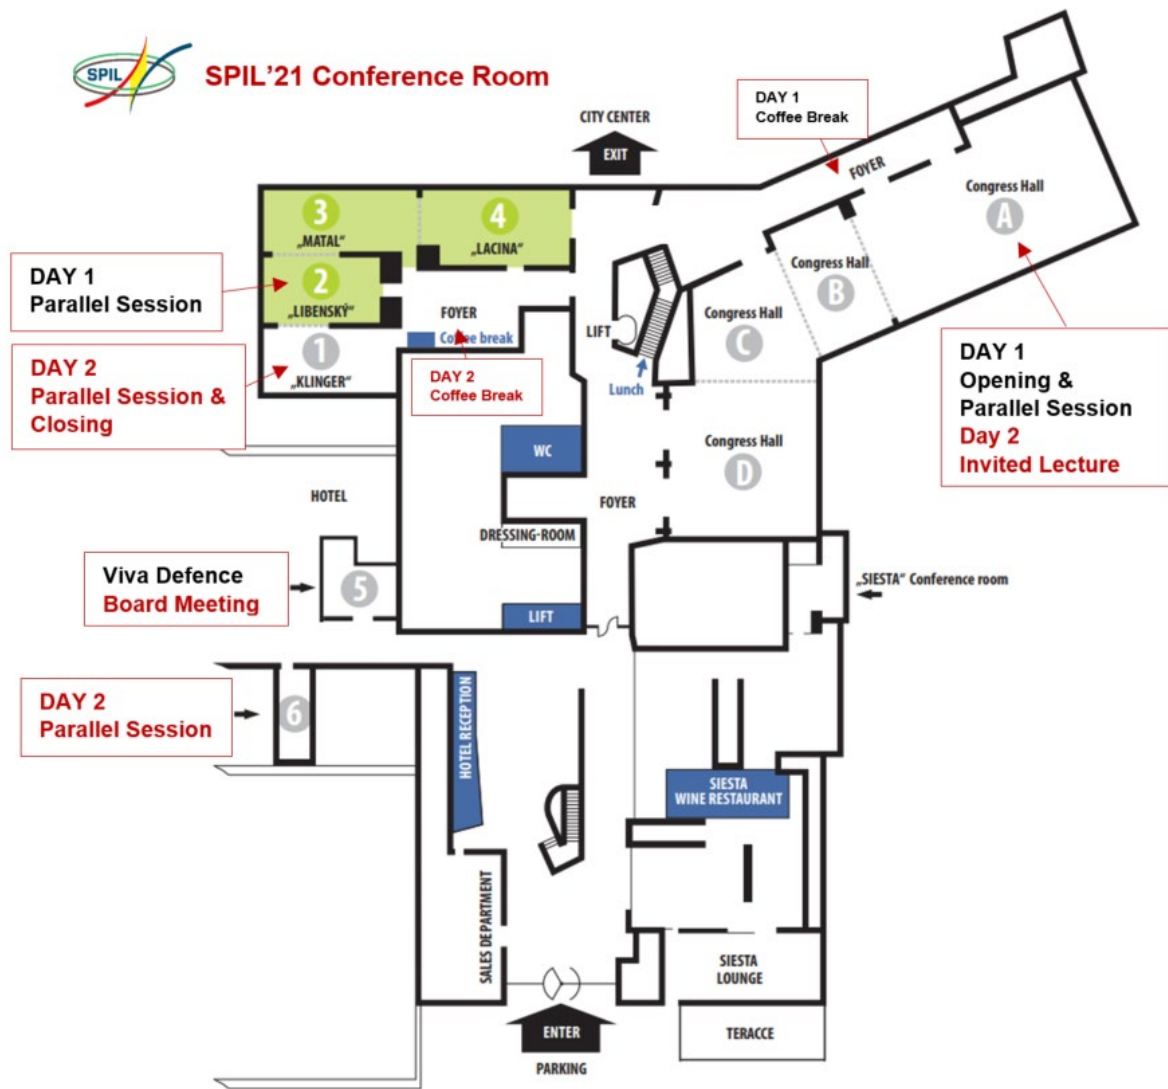 SPIL
SPIL’21 Conference Room
DAY 1
Coffee Break
CITY CENTER
EXIT
FOYER
Congress Hall
A
3
„MATAL“
4
„LACINA“
DAY 1
Parallel Session
2
„LIBENSKÝ“
Congress Hall
B
FOYER
Coffee break
LIFT
Congress Hall
C
1
„KLINGER“
DAY 2
Parallel Session &
Closing
DAY 2
Coffee Break
Lunch
DAY 1
Opening &
Parallel Session
Day 2
Invited Lecture
WC
Congress Hall
D
HOTEL
FOYER
DRESSING-ROOM
Viva Defence
Board Meeting
5
„SIESTA“ Conference room
LIFT
DAY 2
Parallel Session
6
HOTEL RECEPTION
SIESTA
WINE RESTAURANT
SALES DEPARTMENT
SIESTA
LOUNGE
ENTER
PARKING
TERACCE